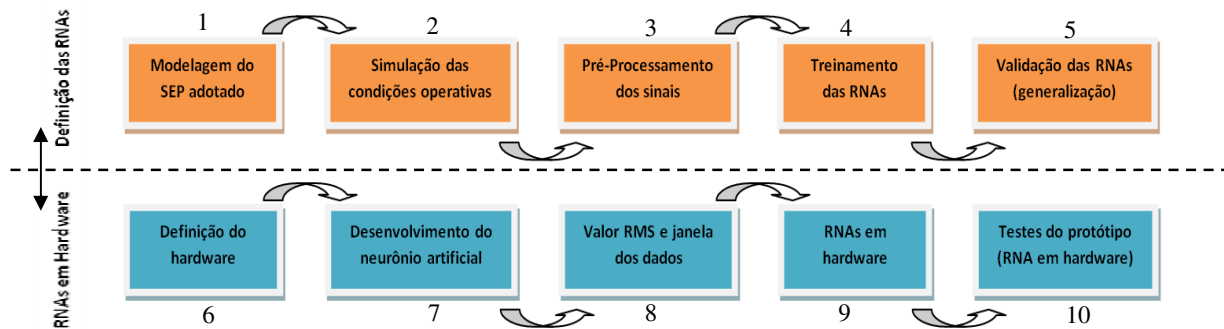 Definição das RNAs
1
2
3
4
5
Modelagem do
SEP adotado
Simulação das
condições operativas
Pré-Processamento
dos sinais
Treinamento
das RNAs
Validação das RNAs
(generalização)
RNAs em Hardware
Definição do
hardware
Desenvolvimento do
neurônio artificial
Valor RMS e janela
dos dados
RNAs em
hardware
Testes do protótipo
(RNA em hardware)
6
7
8
9
10